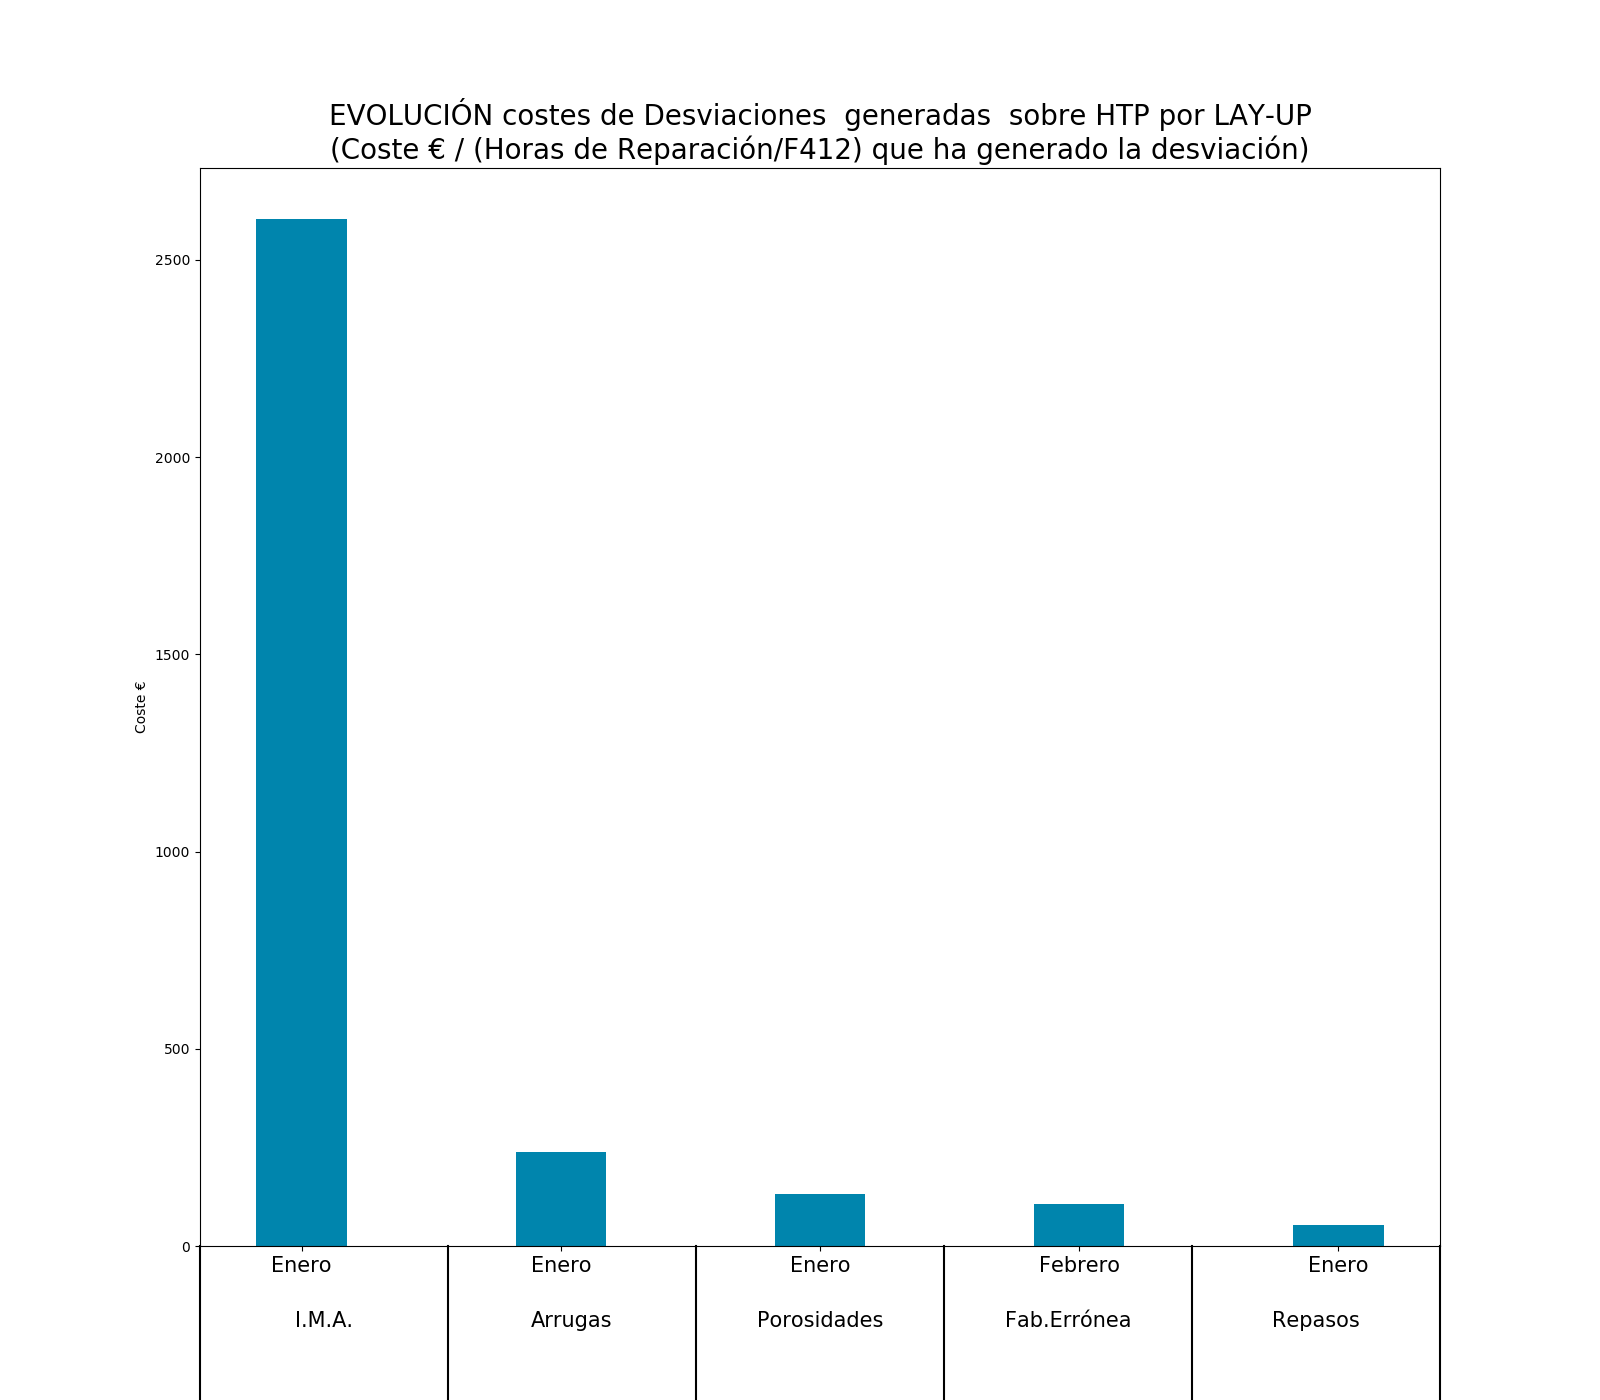 EVOLUCIÓN costes de Desviaciones  generadas  sobre HTP por LAY-UP
(Coste € / (Horas de Reparación/F412) que ha generado la desviación)
2500
2000
1500
1000
500
0
Coste €
Enero Enero Enero Febrero Enero
I.M.A. Arrugas Porosidades Fab.Errónea Repasos